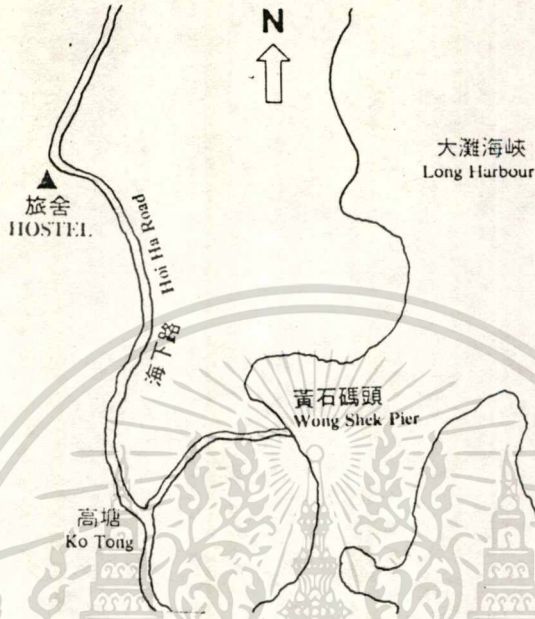 N
大灘海峽
Long Harbour
旅舍
HOSTEL
Hoi Ha Road
海下路
黃石碼頭
Wong Shek Pier
高塘
Ko Tong